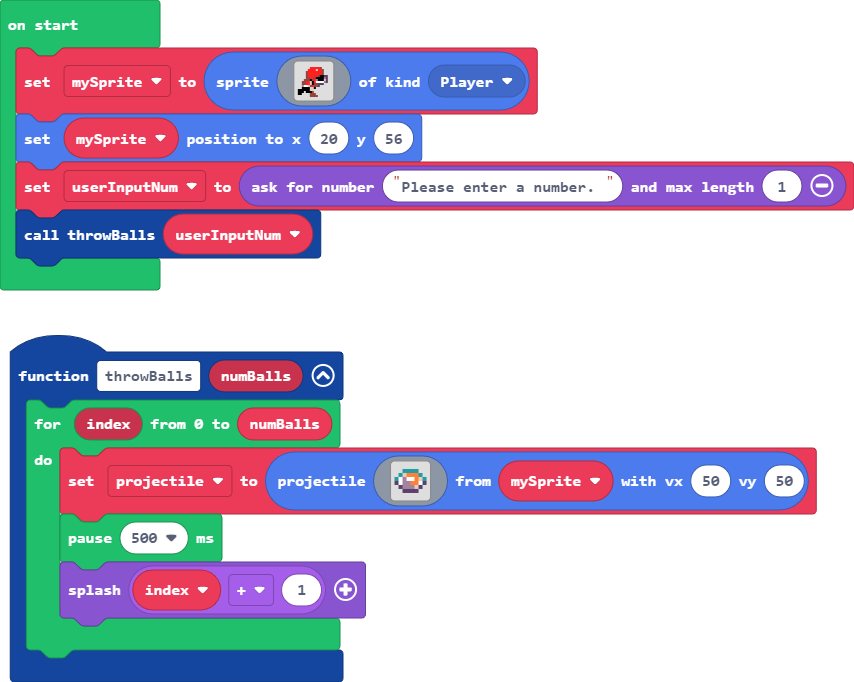 on start
set mySprite to sprite of kind Player
set mySprite position to x 20 y 56
set userInputNum to ask for number "Please enter a number. " and max length 1
call throwBalls userInputNum
function throwBalls numBalls
for index from 0 to numBalls
do
set projectile to projectile from mySprite with vx 50 vy 50
pause 500 ms
splash index + 1